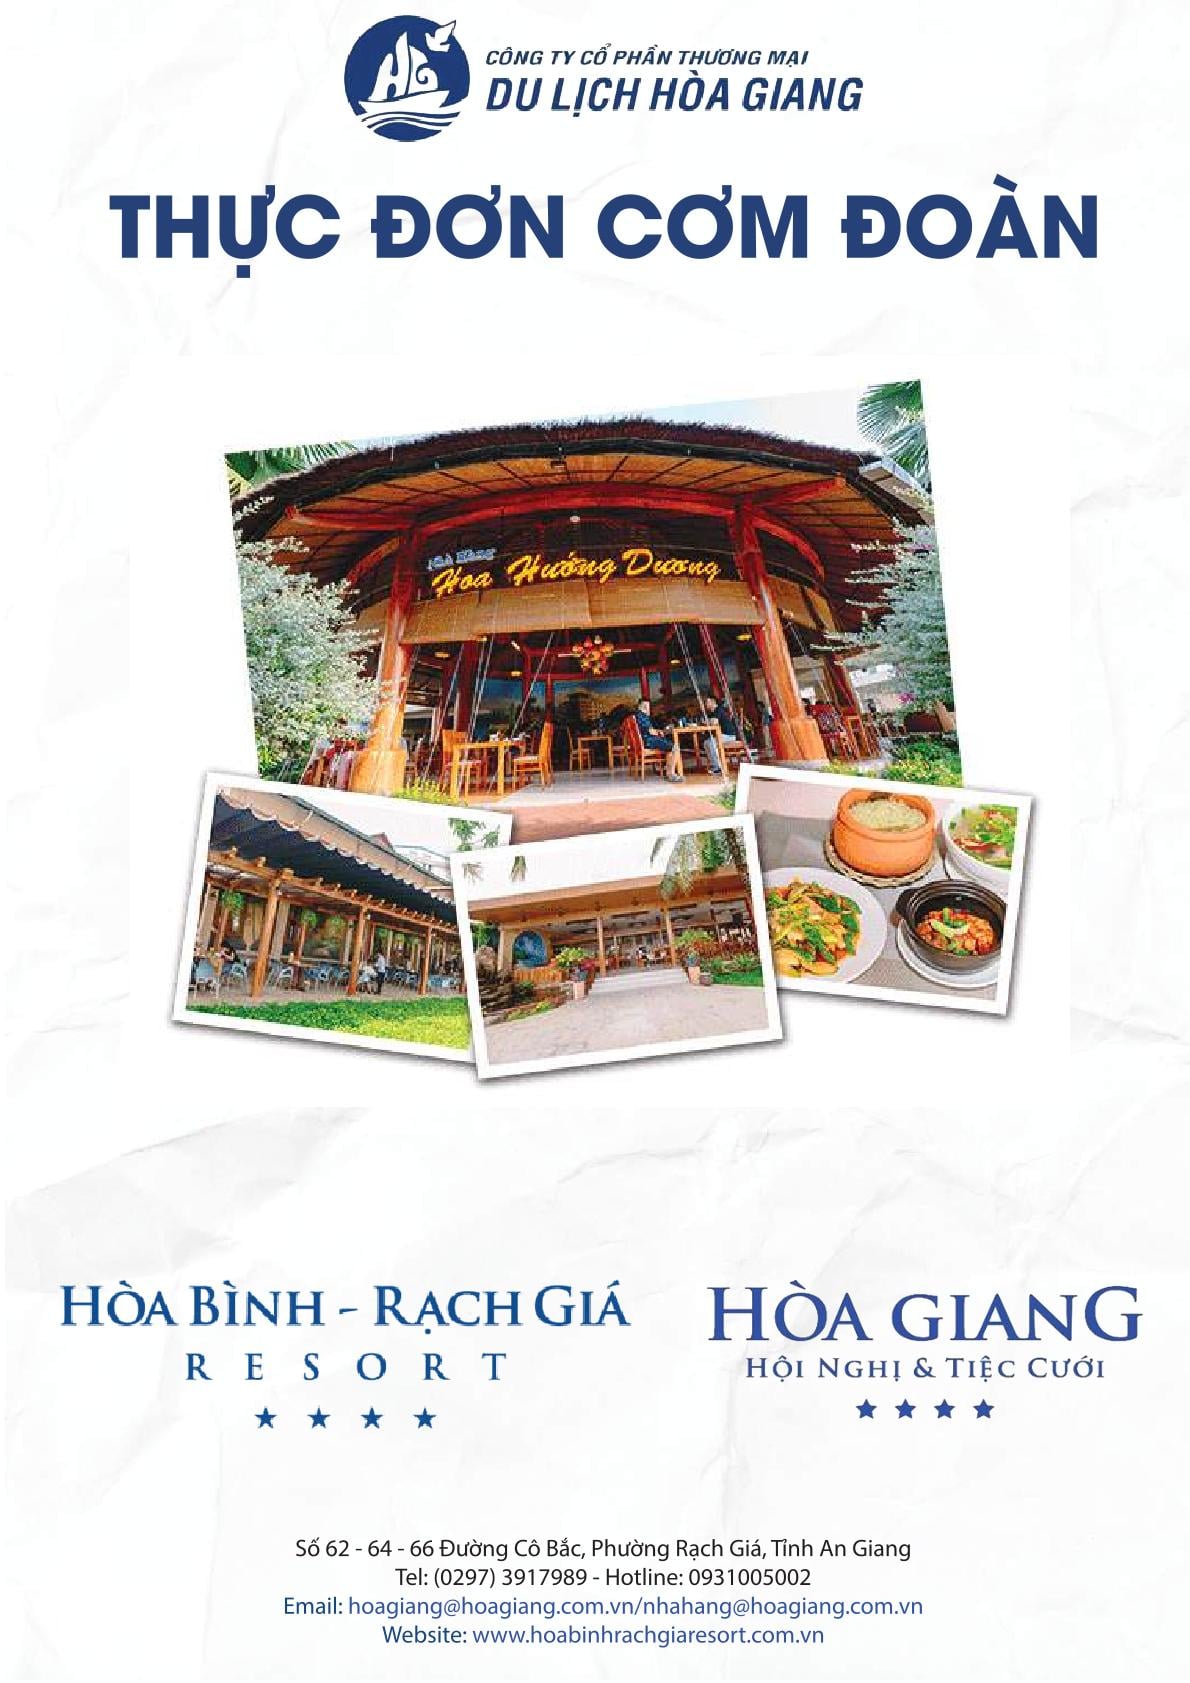 CÔNG TY CỔ PHẦN THƯƠNG MẠI
DU LỊCH HÒA GIANG
THỰC ĐƠN CƠM ĐOÀN
NHÀ HÀNG
Hoa Hướng Dương
HÒA BÌNH - RẠCH GIÁ
RESORT
HÒA GIANG
HỘI NGHỊ & TIỆC CƯỚI
Số 62 - 64 - 66 Đường Cô Bắc, Phường Rạch Giá, Tỉnh An Giang
Tel: (0297) 3917989 - Hotline: 0931005002
Email: hoagiang@hoagiang.com.vn/nhahang@hoagiang.com.vn
Website: www.hoabinhrachgiaresort.com.vn